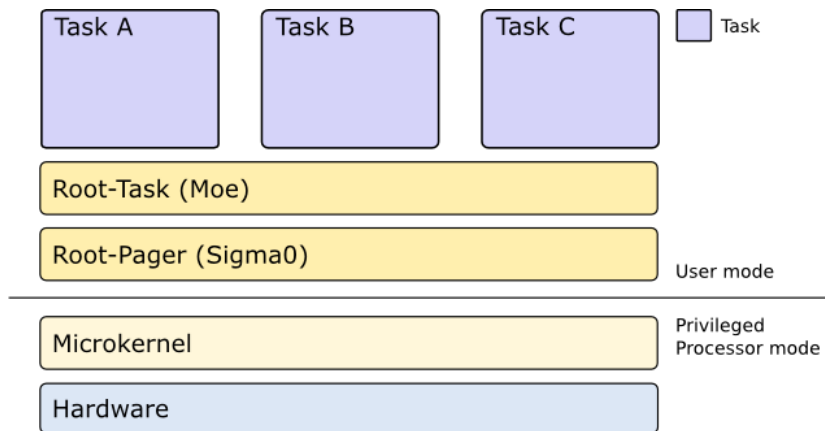 Task A
Task B
Task C
Task
Root-Task (Moe)
Root-Pager (Sigma0)
User mode
Privileged
Processor mode
Microkernel
Hardware